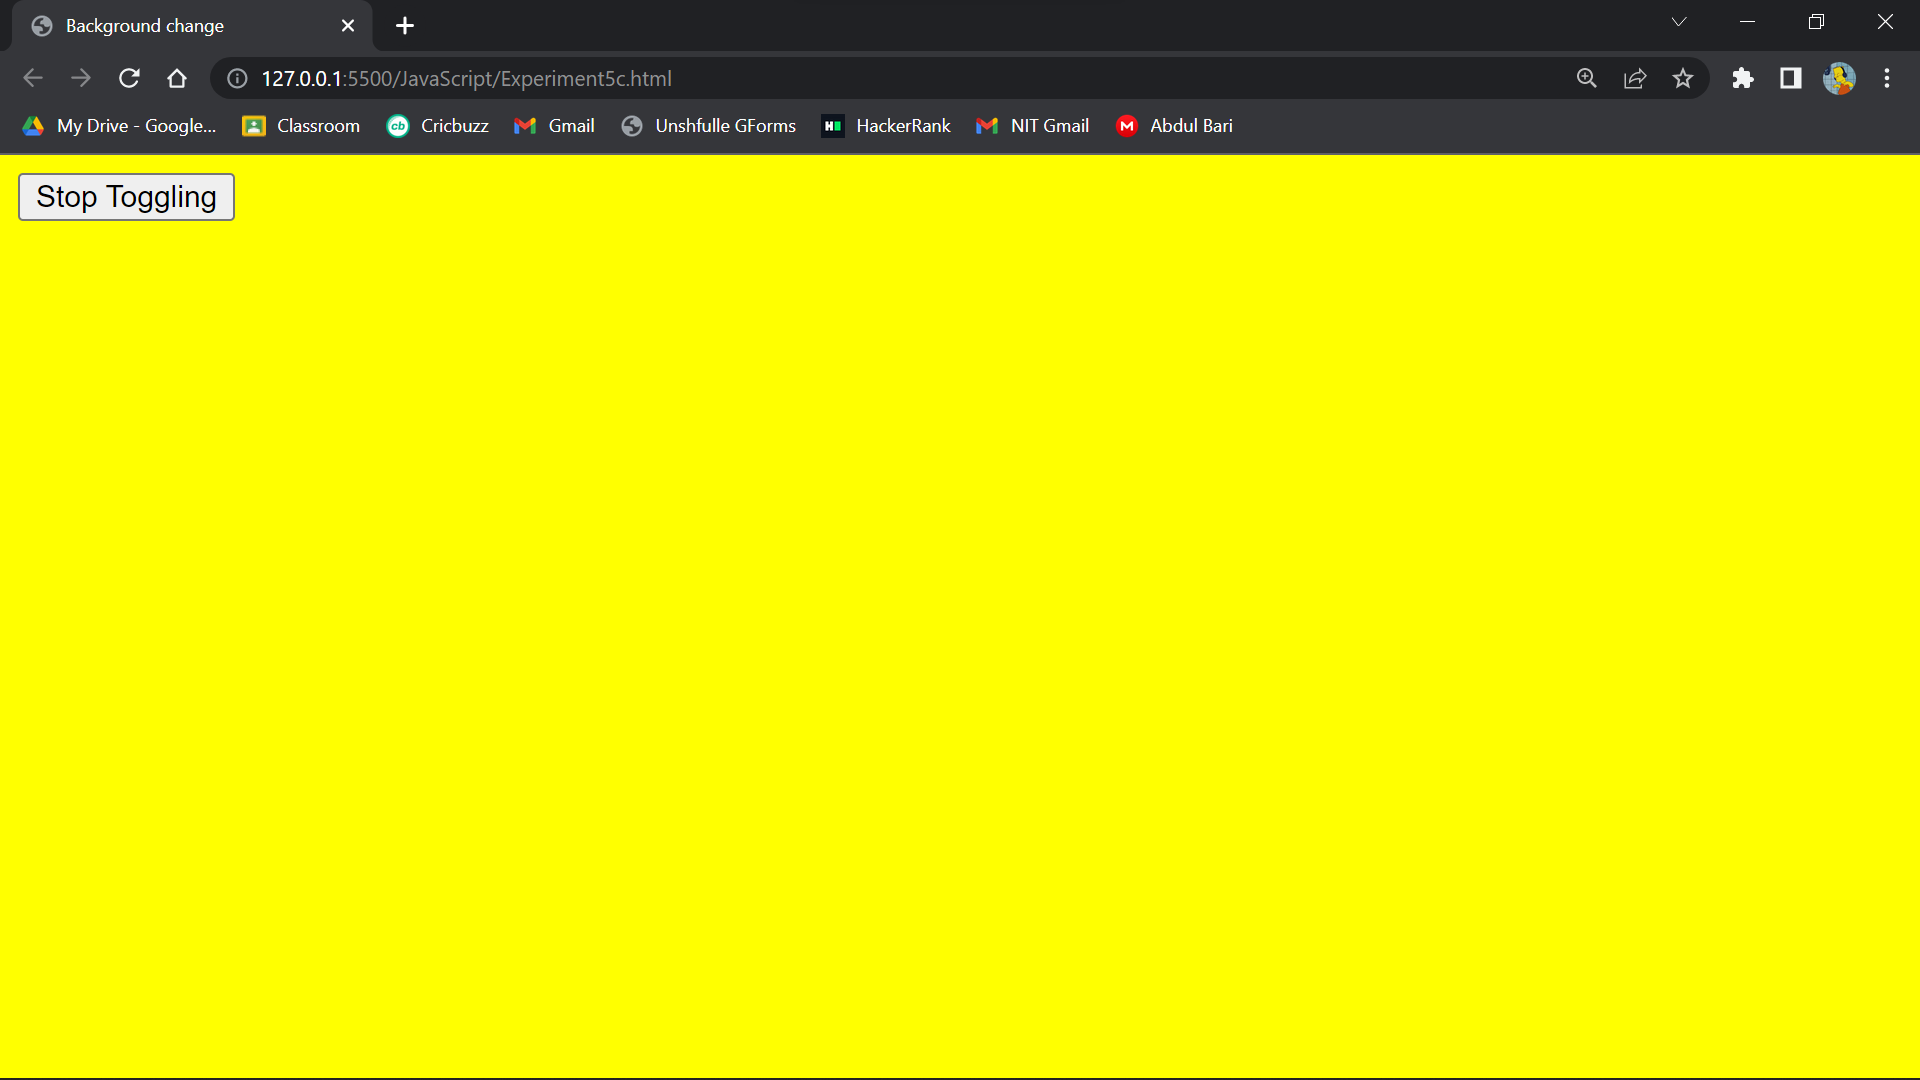 Background change
127.0.0.1:5500/JavaScript/Experiment5c.html
My Drive - Google... Classroom cb Cricbuzz Gmail Unshfulle GForms H HackerRank NIT Gmail M Abdul Bari
Stop Toggling